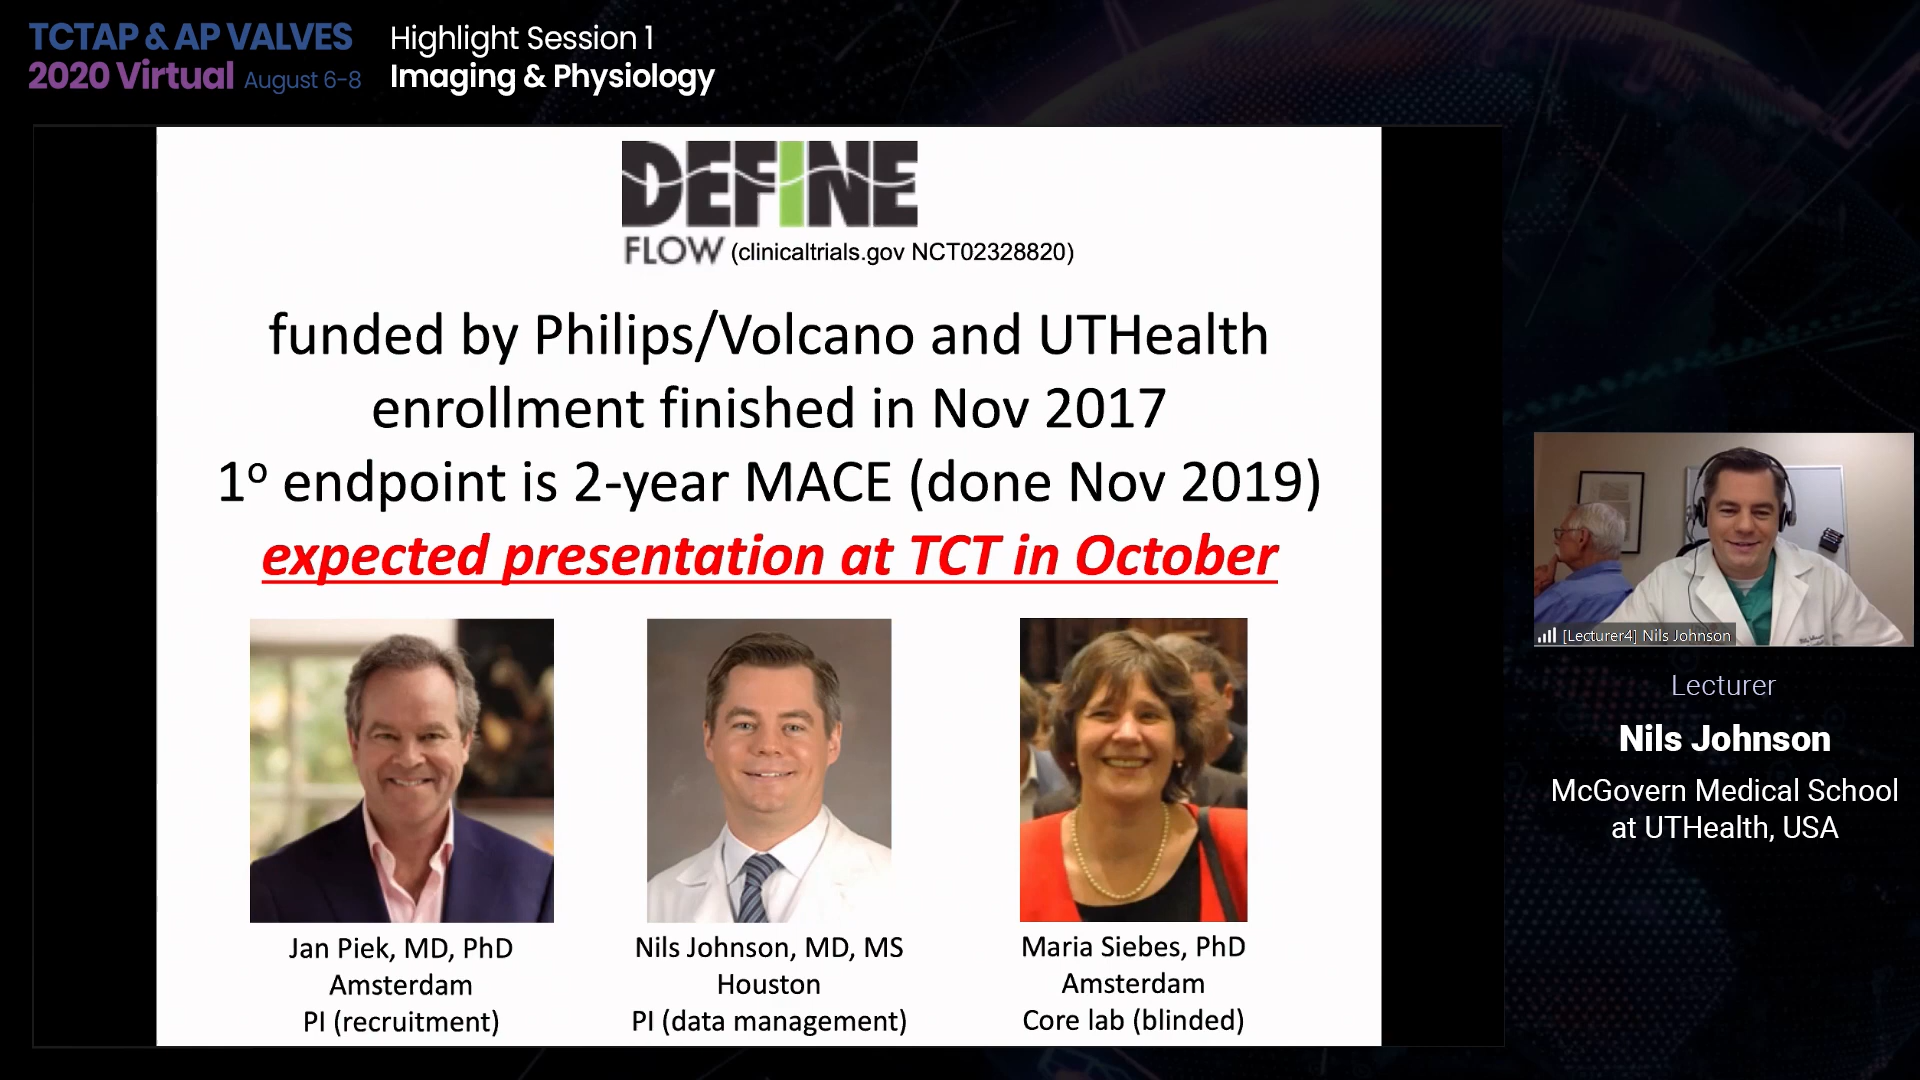 TCTAP & AP VALVES
2020 Virtual August 6-8
Highlight Session 1
Imaging & Physiology
DEFINE
FLOW (clinicaltrials.gov NCT02328820)
funded by Philips/Volcano and UTHealth
enrollment finished in Nov 2017
1º endpoint is 2-year MACE (done Nov 2019)
expected presentation at TCT in October
Jan Piek, MD, PhD
Amsterdam
PI (recruitment)
Nils Johnson, MD, MS
Houston
PI (data management)
Maria Siebes, PhD
Amsterdam
Core lab (blinded)
[Lecturer4] Nils Johnson
Lecturer
Nils Johnson
McGovern Medical School
at UTHealth, USA